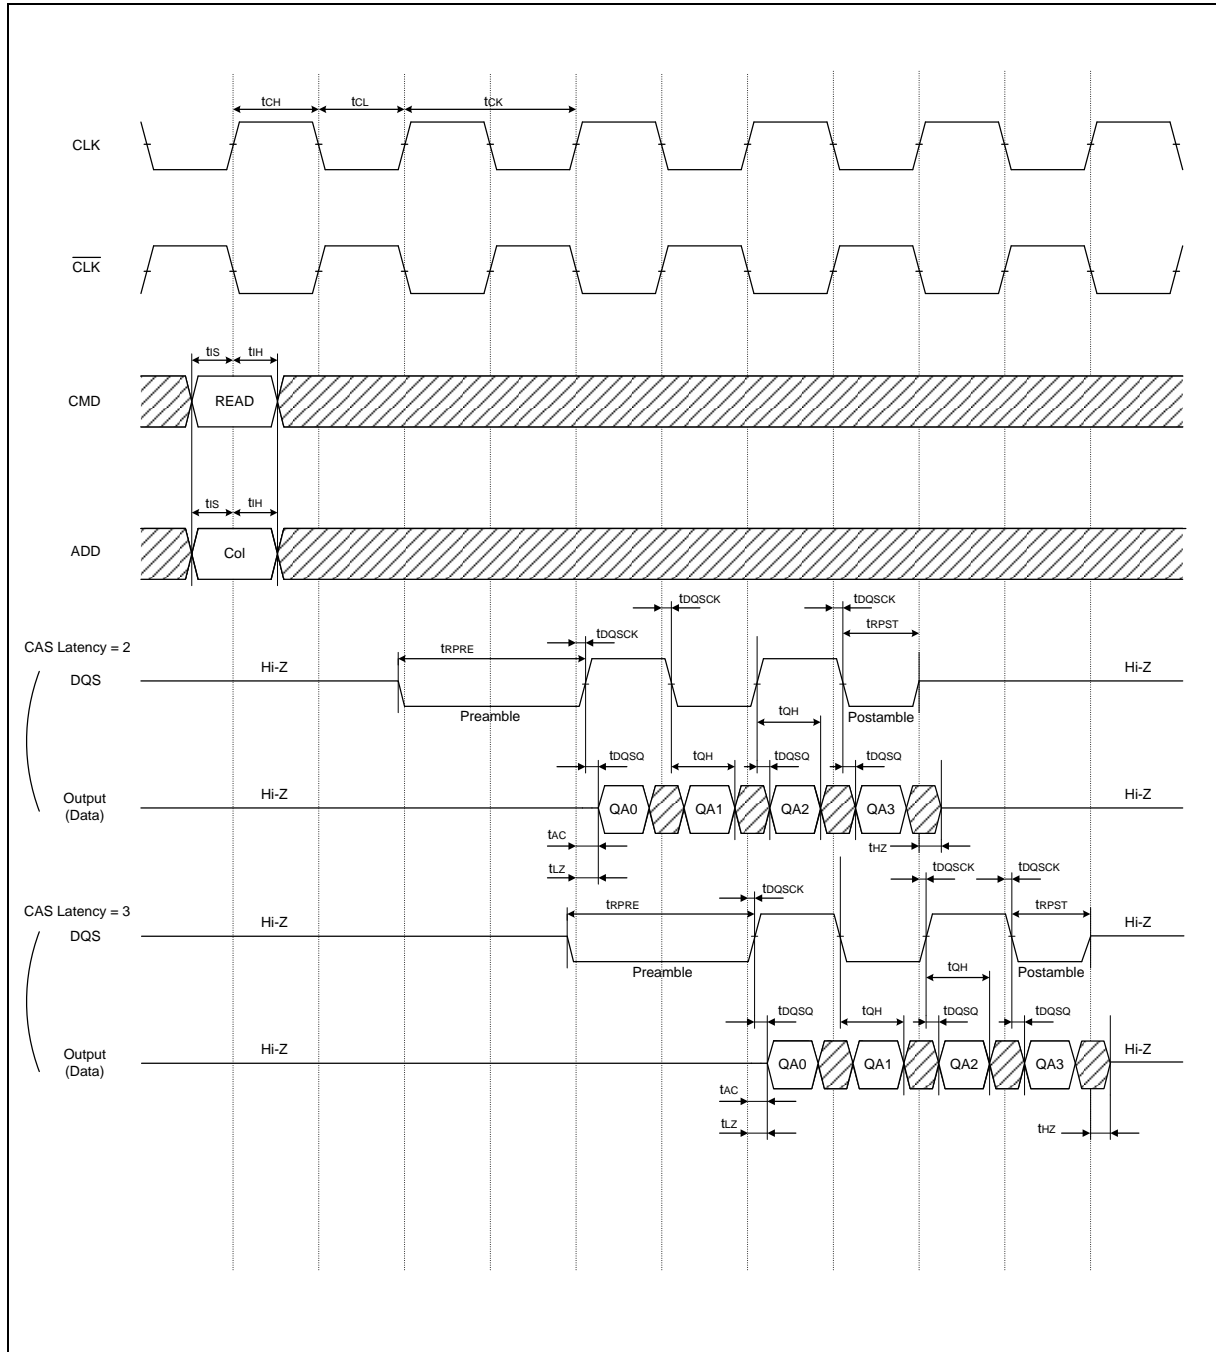 tCH tCL tCK
CLK
CLK
tIS tIH
CMD READ
tIS tIH
ADD Col
tDQSCK tDQSCK
tDQSCK tRPST
CAS Latency = 2
tRPRE
Hi-Z Hi-Z
DQS
Preamble tQH Postamble
tDQSQ tQH tDQSQ tDQSQ
Hi-Z Hi-Z
Output
(Data)
QA0 QA1 QA2 QA3
tAC tHZ
tLZ
tDQSCK tDQSCK tDQSCK
CAS Latency = 3
tRPRE tRPST
Hi-Z Hi-Z
DQS
Preamble tQH Postamble
tDQSQ tQH tDQSQ tDQSQ
Hi-Z Hi-Z
Output
(Data)
QA0 QA1 QA2 QA3
tAC
tLZ tHZ